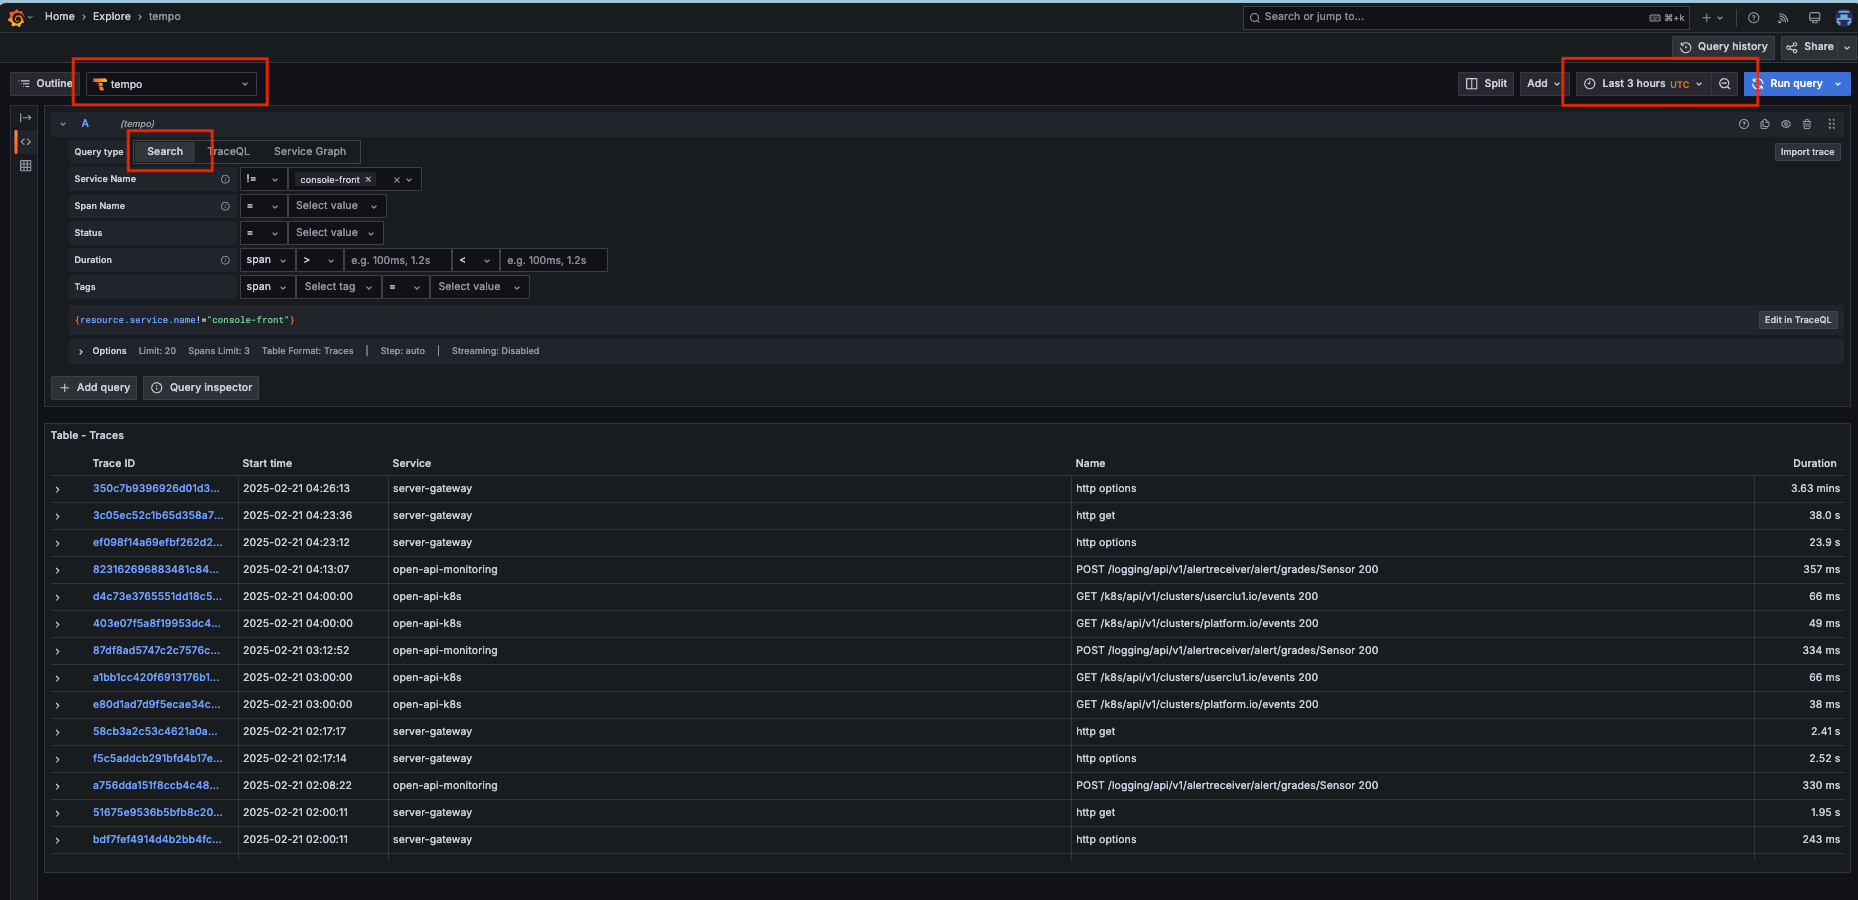 Home › Explore › tempo
Search or jump to...
⌘+k
Query history
Share
Outline
tempo
Split
Add
Last 3 hours UTC
Run query
A
(tempo)
Query type
Search
TraceQL
Service Graph
Import trace
Service Name
!=
console-front ×
Span Name
=
Select value
Status
=
Select value
Duration
span
>
e.g. 100ms, 1.2s
<
e.g. 100ms, 1.2s
Tags
span
Select tag
=
Select value
{resource.service.name!="console-front"}
Edit in TraceQL
Options Limit: 20 Spans Limit: 3 Table Format: Traces | Step: auto | Streaming: Disabled
+ Add query
Query inspector
Table - Traces
Trace ID Start time Service Name Duration
350c7b9396926d01d3... 2025-02-21 04:26:13 server-gateway http options 3.63 mins
3c05ec52c1b65d358a7... 2025-02-21 04:23:36 server-gateway http get 38.0 s
ef098f14a69efbf262d2... 2025-02-21 04:23:12 server-gateway http options 23.9 s
823162696883481c84... 2025-02-21 04:13:07 open-api-monitoring POST /logging/api/v1/alertreceiver/alert/grades/Sensor 200 357 ms
d4c73e3765551dd18c5... 2025-02-21 04:00:00 open-api-k8s GET /k8s/api/v1/clusters/userclu1.io/events 200 66 ms
403e07f5a8f19953dc4... 2025-02-21 04:00:00 open-api-k8s GET /k8s/api/v1/clusters/platform.io/events 200 49 ms
87df8ad5747c2c7576c... 2025-02-21 03:12:52 open-api-monitoring POST /logging/api/v1/alertreceiver/alert/grades/Sensor 200 334 ms
a1bb1cc420f6913176b1... 2025-02-21 03:00:00 open-api-k8s GET /k8s/api/v1/clusters/userclu1.io/events 200 66 ms
e80d1ad7d9f5ecae34c... 2025-02-21 03:00:00 open-api-k8s GET /k8s/api/v1/clusters/platform.io/events 200 38 ms
58cb3a2c53c4621a0a... 2025-02-21 02:17:17 server-gateway http get 2.41 s
f5c5addcb291bfd4b17e... 2025-02-21 02:17:14 server-gateway http options 2.52 s
a756dda151f8ccb4c48... 2025-02-21 02:08:22 open-api-monitoring POST /logging/api/v1/alertreceiver/alert/grades/Sensor 200 330 ms
51675e9536b5bfb8c20... 2025-02-21 02:00:11 server-gateway http get 1.95 s
bdf7fef4914d4b2bb4fc... 2025-02-21 02:00:11 server-gateway http options 243 ms